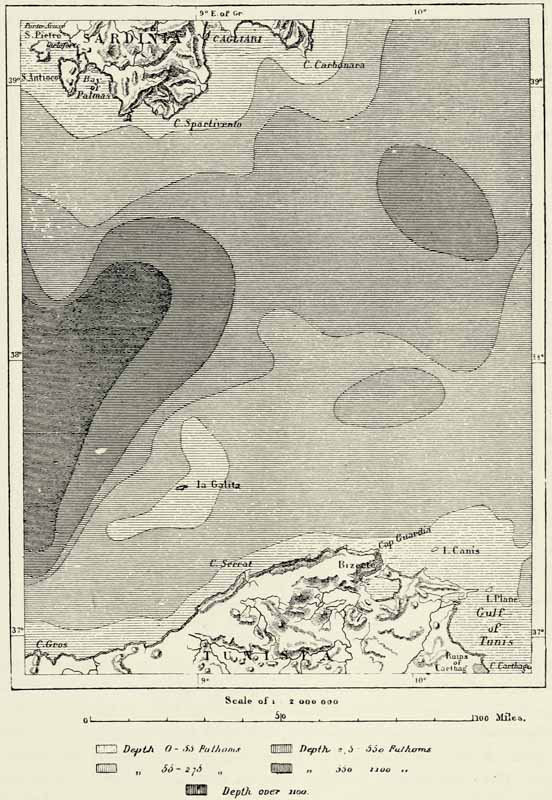 9° E. of Gr.
10°
Porto-Scuso
S. Pietro
SARDINIA
CAGLIARI
C. Carbonara
39°
39°
S. Antioco
Bay
of
Palmas
C. Spartivento
38°
la Galita
Cap Guardia
I. Canis
C. Serrat
Bizerte
I. Plane
Gulf
of
Tunis
37°
37°
C. Gros
TUNISIA
Ruins
of
Carthag
C. Carthage
9°
10°
Scale of 1 : 2 000 000
0
50
100 Miles.
Depth 0-55 Fathoms
Depth 275-550 Fathoms
„ 55-275 „
„ 550 1100 „
Depth over 1100.